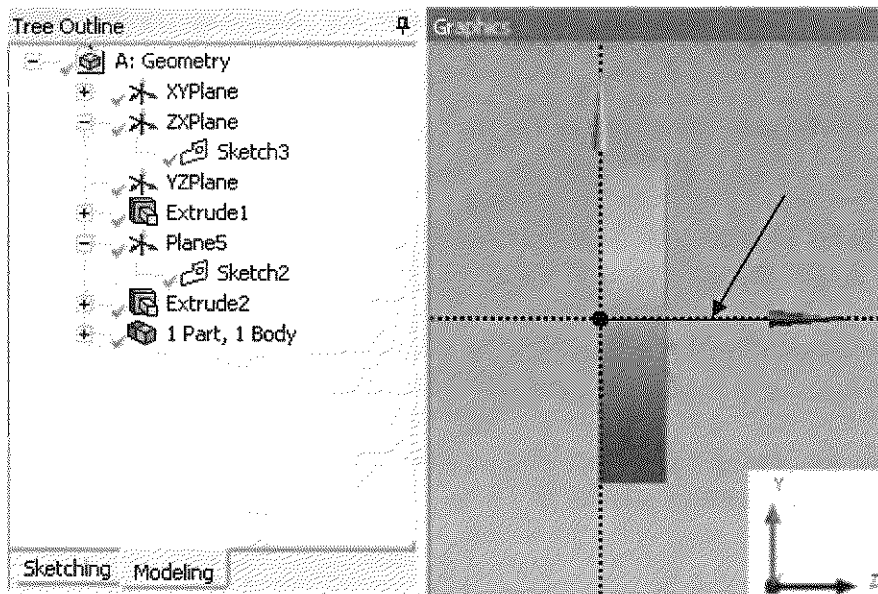 Tree Outline
Graphics
A: Geometry
XYPlane
ZXPlane
Sketch3
YZPlane
Extrude1
Plane5
Sketch2
Extrude2
1 Part, 1 Body
Sketching Modeling
Y
Z